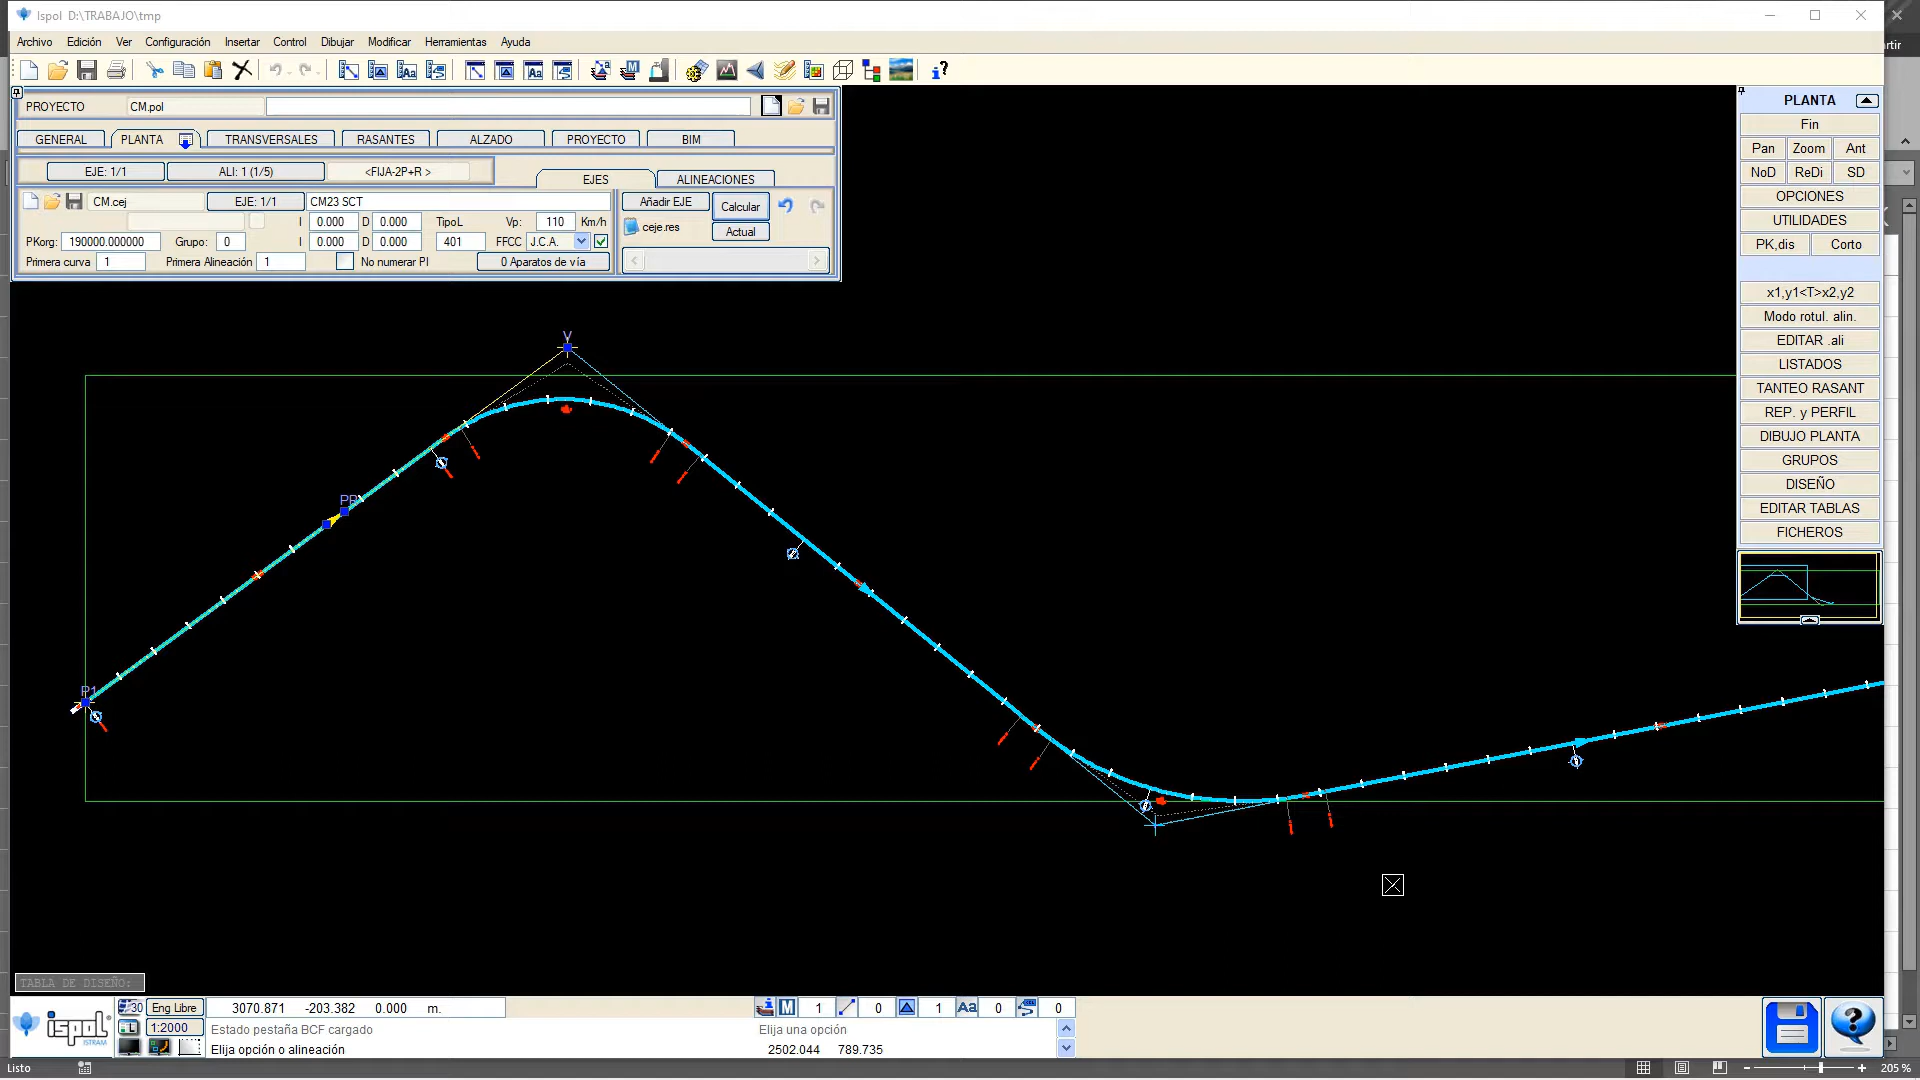 Ispol D:\TRABAJO\tmp
rtir
Archivo Edición Ver Configuración Insertar Control Dibujar Modificar Herramientas Ayuda
PROYECTO CM.pol
GENERAL PLANTA TRANSVERSALES RASANTES ALZADO PROYECTO BIM
EJE: 1/1 ALI: 1 (1/5) <FIJA-2P+R > EJES ALINEACIONES
CM.cej EJE: 1/1 CM23 SCT Añadir EJE Calcular
I 0.000 D 0.000 TipoL Vp: 110 Km/h ceje.res Actual
PKorg: 190000.000000 Grupo: 0 I 0.000 D 0.000 401 FFCC J.C.A.
Primera curva 1 Primera Alineación 1 No numerar PI 0 Aparatos de vía
PLANTA
Fin
Pan Zoom Ant
NoD ReDi SD
OPCIONES
UTILIDADES
PK,dis Corto
x1,y1<T>x2,y2
Modo rotul. alin.
EDITAR .ali
LISTADOS
TANTEO RASANT
REP. y PERFIL
DIBUJO PLANTA
GRUPOS
DISEÑO
EDITAR TABLAS
FICHEROS
V
P1
TABLA DE DISEÑO:
30 Eng Libre 3070.871 -203.382 0.000 m. M 1 0 1 Aa 0 0
ispol ISTRAM 1:2000 Estado pestaña BCF cargado Elija una opción
Elija opción o alineación 2502.044 789.735
Listo 205 %